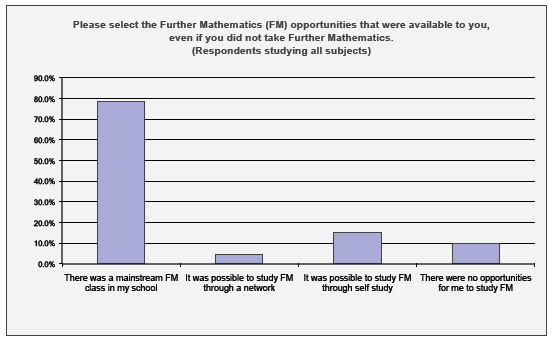 Please select the Further Mathematics (FM) opportunities that were available to you,
even if you did not take Further Mathematics.
(Respondents studying all subjects)
90.0%
80.0%
70.0%
60.0%
50.0%
40.0%
30.0%
20.0%
10.0%
0.0%
There was a mainstream FM
class in my school
It was possible to study FM
through a network
It was possible to study FM
through self study
There were no opportunities
for me to study FM